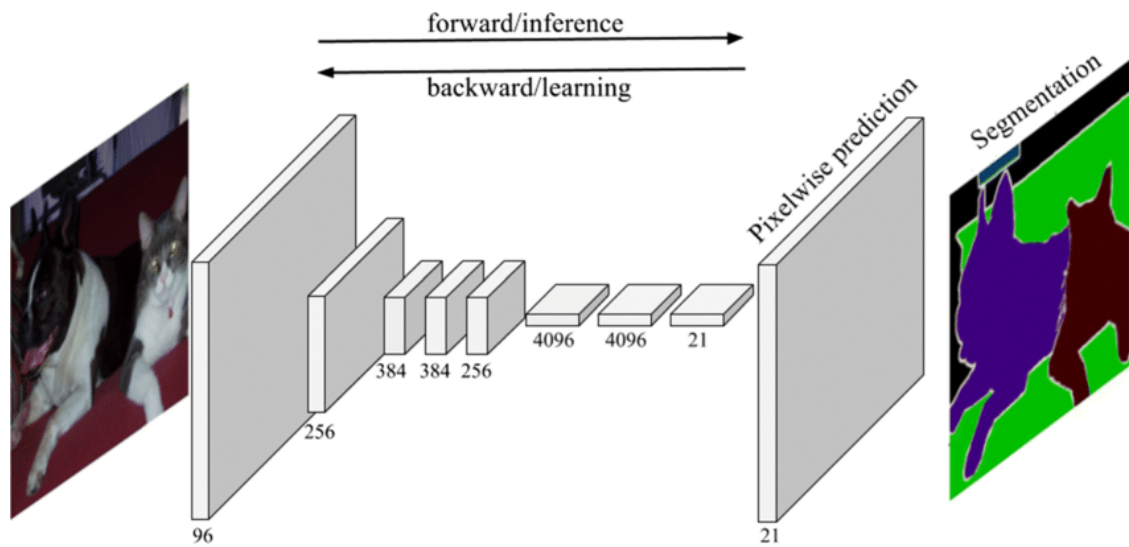 forward/inference
backward/learning
Pixelwise prediction
Segmentation
96
256
384
384
256
4096
4096
21
21